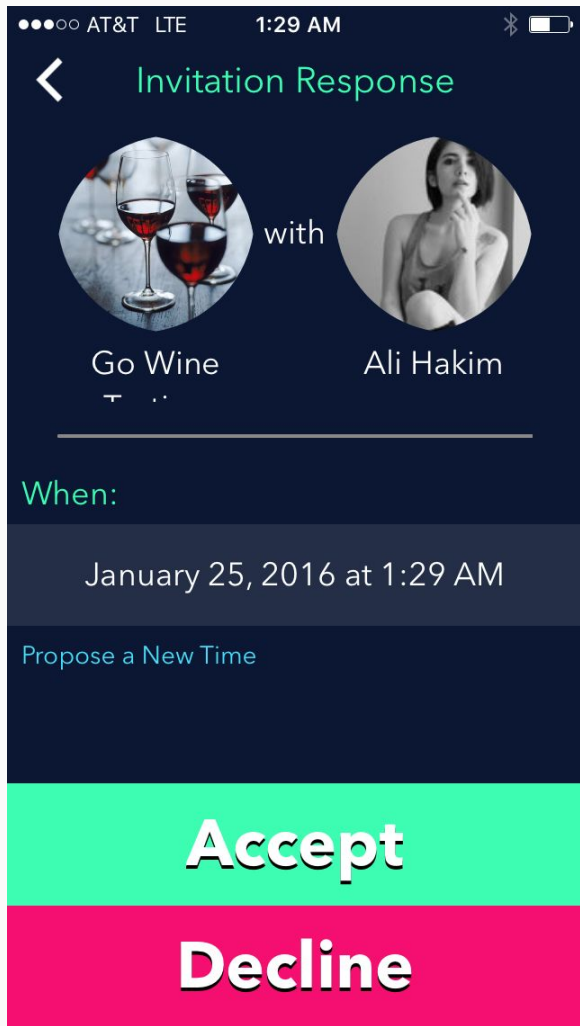 AT&T LTE 1:29 AM
Invitation Response
with
Go Wine
Ali Hakim
When:
January 25, 2016 at 1:29 AM
Propose a New Time
Accept
Decline